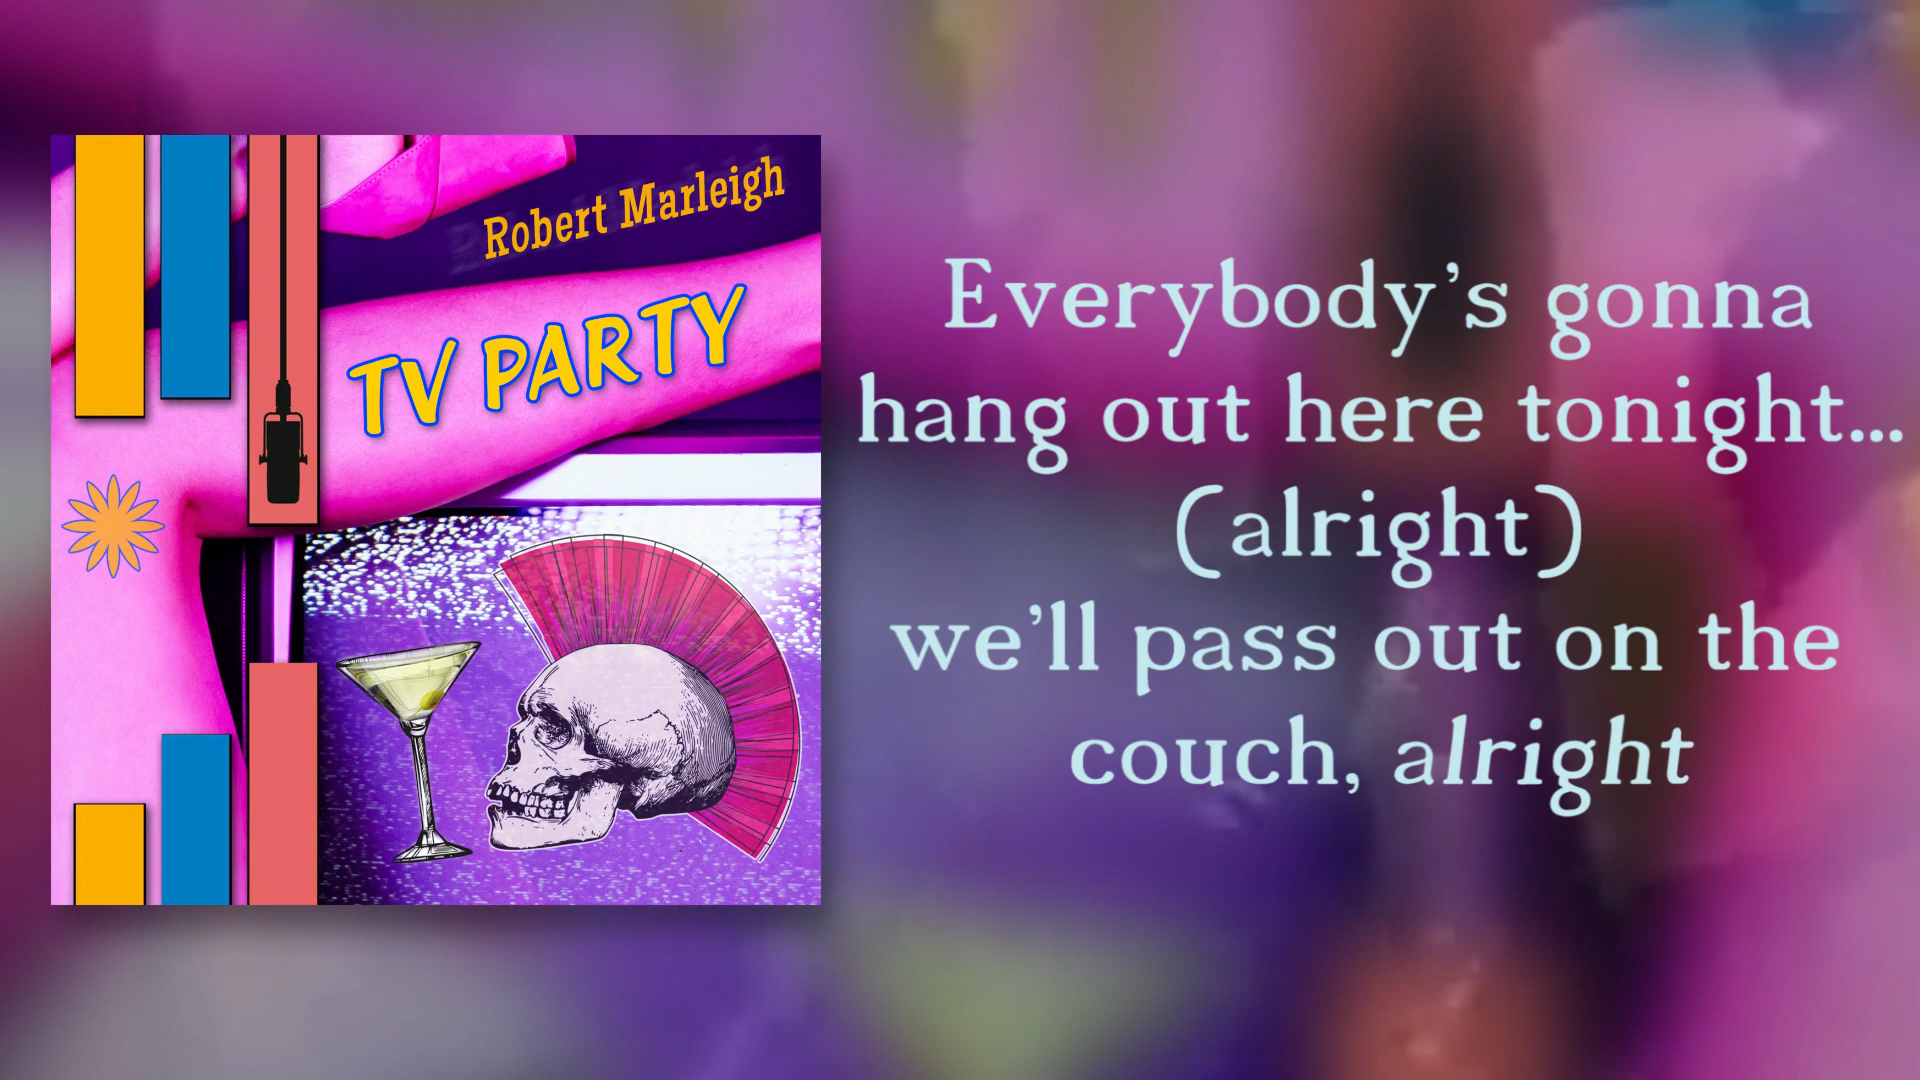 Robert Marleigh
TV PARTY
Everybody's gonna
hang out here tonight...
(alright)
we'll pass out on the
couch, alright